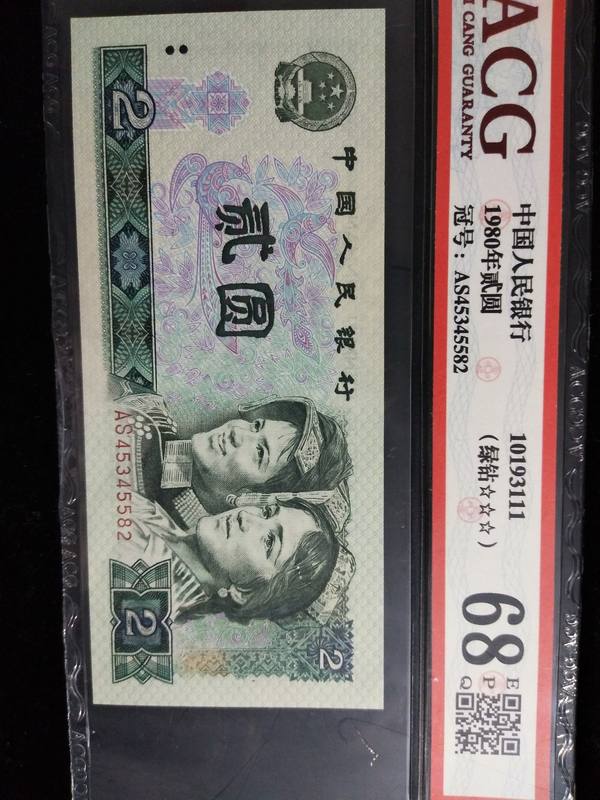 ACG
I CANG GUARANTY
中国人民银行
1980年贰圆
冠号：AS45345582
10193111
（绿钻☆☆☆）
68
E
P
Q
中国人民银行
贰圆
2
AS45345582
2
2